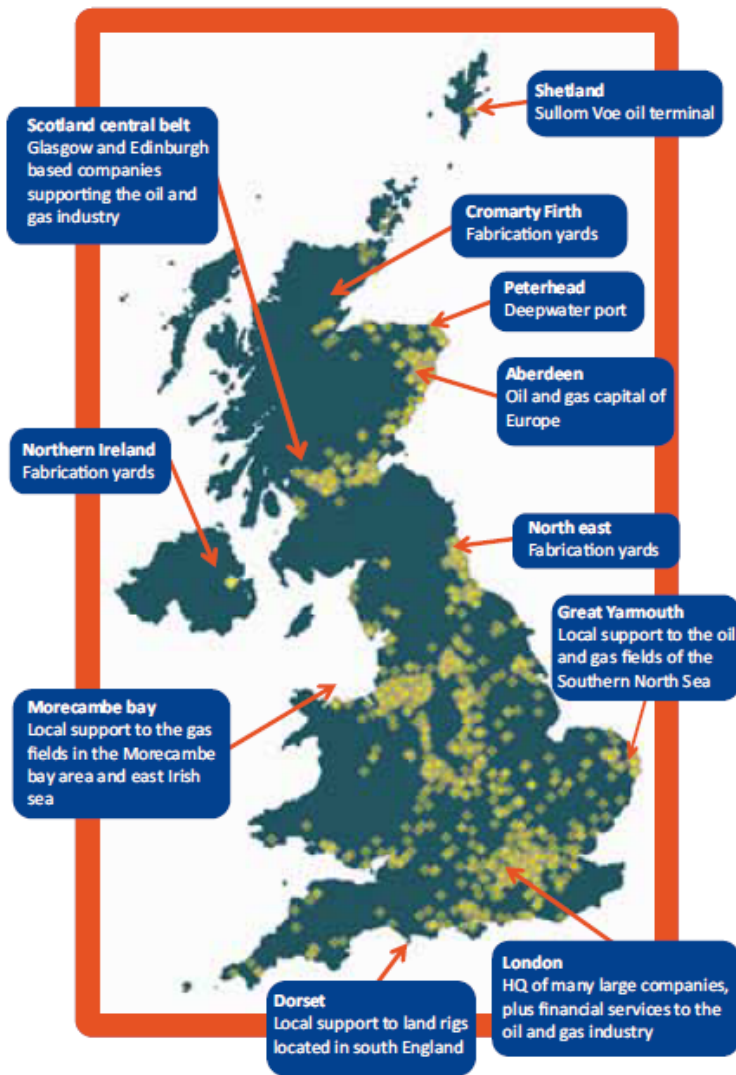 Shetland
Sullom Voe oil terminal
Scotland central belt
Glasgow and Edinburgh
based companies
supporting the oil and
gas industry
Cromarty Firth
Fabrication yards
Peterhead
Deepwater port
Aberdeen
Oil and gas capital of
Europe
Northern Ireland
Fabrication yards
North east
Fabrication yards
Great Yarmouth
Local support to the oil
and gas fields of the
Southern North Sea
Morecambe bay
Local support to the gas
fields in the Morecambe
bay area and east Irish
sea
London
HQ of many large companies,
plus financial services to the
oil and gas industry
Dorset
Local support to land rigs
located in south England